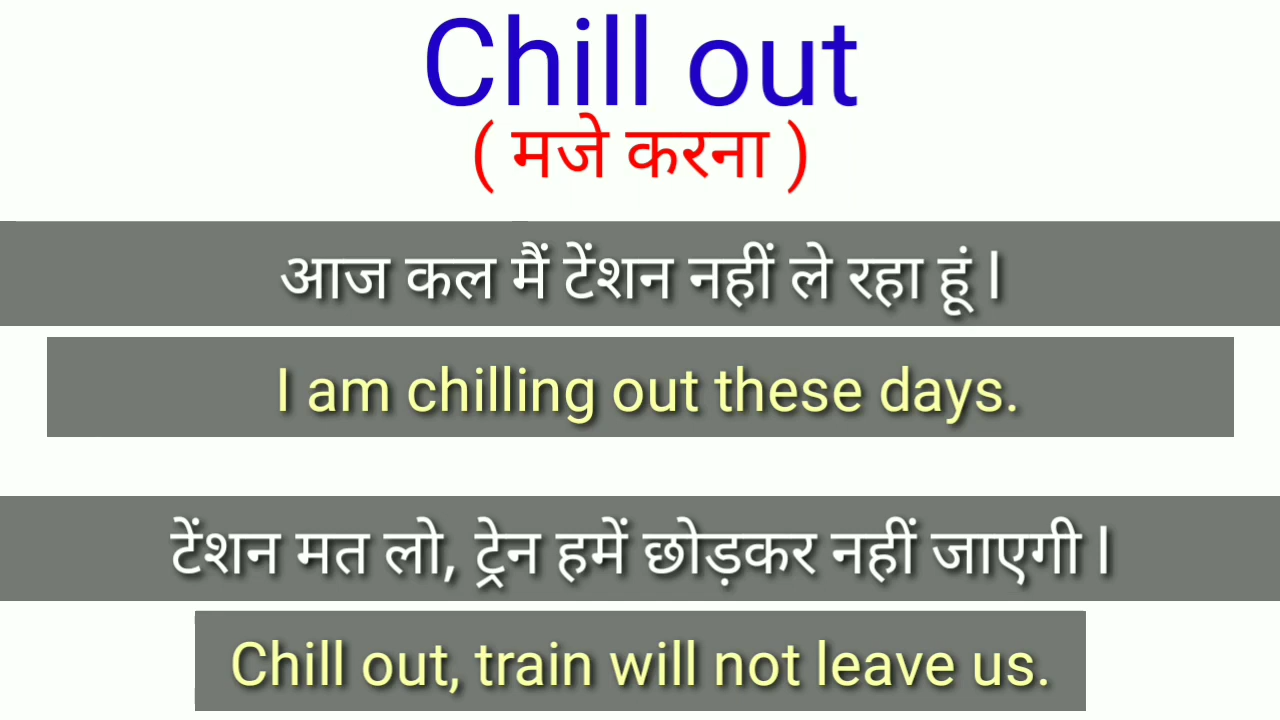 Chill out
( मजे करना )
आज कल मैं टेंशन नहीं ले रहा हूं l
I am chilling out these days.
टेंशन मत लो, ट्रेन हमें छोड़कर नहीं जाएगी l
Chill out, train will not leave us.